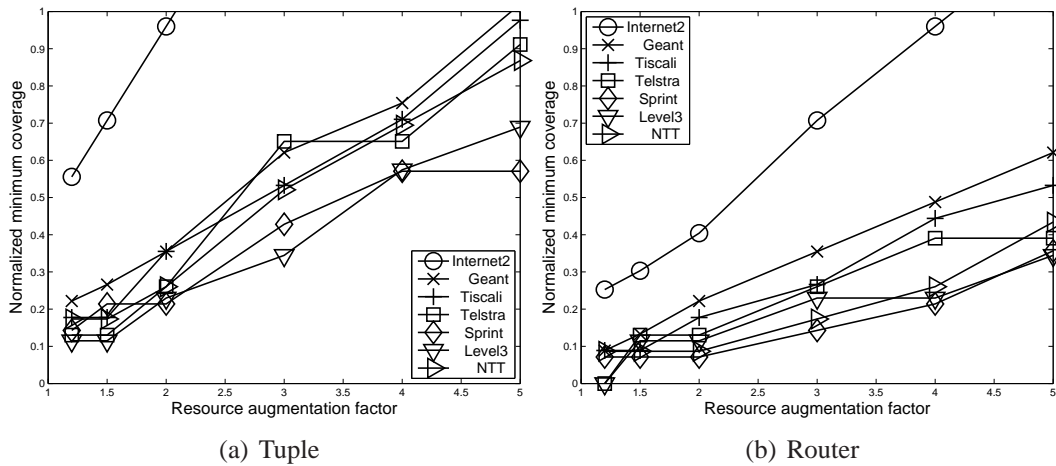 Normalized minimum coverage
1
0.9
0.8
0.7
0.6
0.5
0.4
0.3
0.2
0.1
0
1 1.5 2 2.5 3 3.5 4 4.5 5
Resource augmentation factor
Internet2
Geant
Tiscali
Telstra
Sprint
Level3
NTT
(a) Tuple
Normalized minimum coverage
1
0.9
0.8
0.7
0.6
0.5
0.4
0.3
0.2
0.1
0
1 1.5 2 2.5 3 3.5 4 4.5 5
Resource augmentation factor
Internet2
Geant
Tiscali
Telstra
Sprint
Level3
NTT
(b) Router